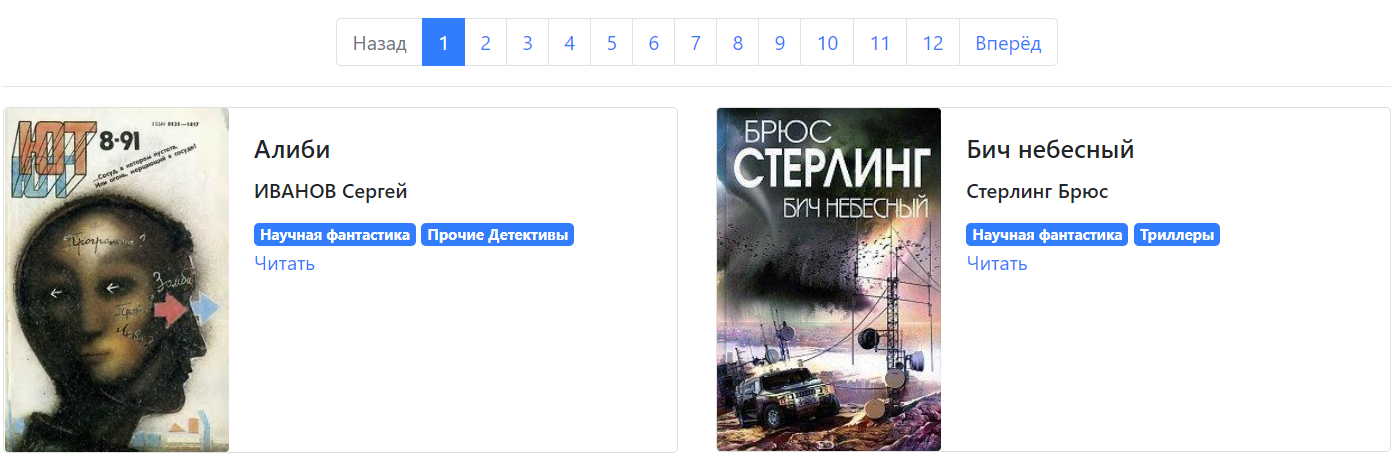 Назад 1 2 3 4 5 6 7 8 9 10 11 12 Вперёд
ЮТ 8-91
ISSN 0131—1417
...Сосуд, в котором пустота,
Или огонь, мерцающий в сосуде?
Программа?
Алиби
ИВАНОВ Сергей
Научная фантастика Прочие Детективы
Читать
БРЮС
СТЕРЛИНГ
БИЧ НЕБЕСНЫЙ
Бич небесный
Стерлинг Брюс
Научная фантастика Триллеры
Читать